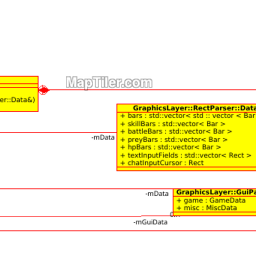 MapTiler.com
er::Data&)
GraphicsLayer::RectParser::Data
+ bars : std::vector< std :: vector < Bar
+ skillBars : std::vector< Bar >
+ battleBars : std::vector< Bar >
+ preyBars : std::vector< Bar >
+ hpBars : std::vector< Bar >
+ textInputFields : std::vector< Rect >
+ chatInputCursor : Rect
-mData
GraphicsLayer::GuiPa
-mData
+ game : GameData
+ misc : MiscData
-mGuiData